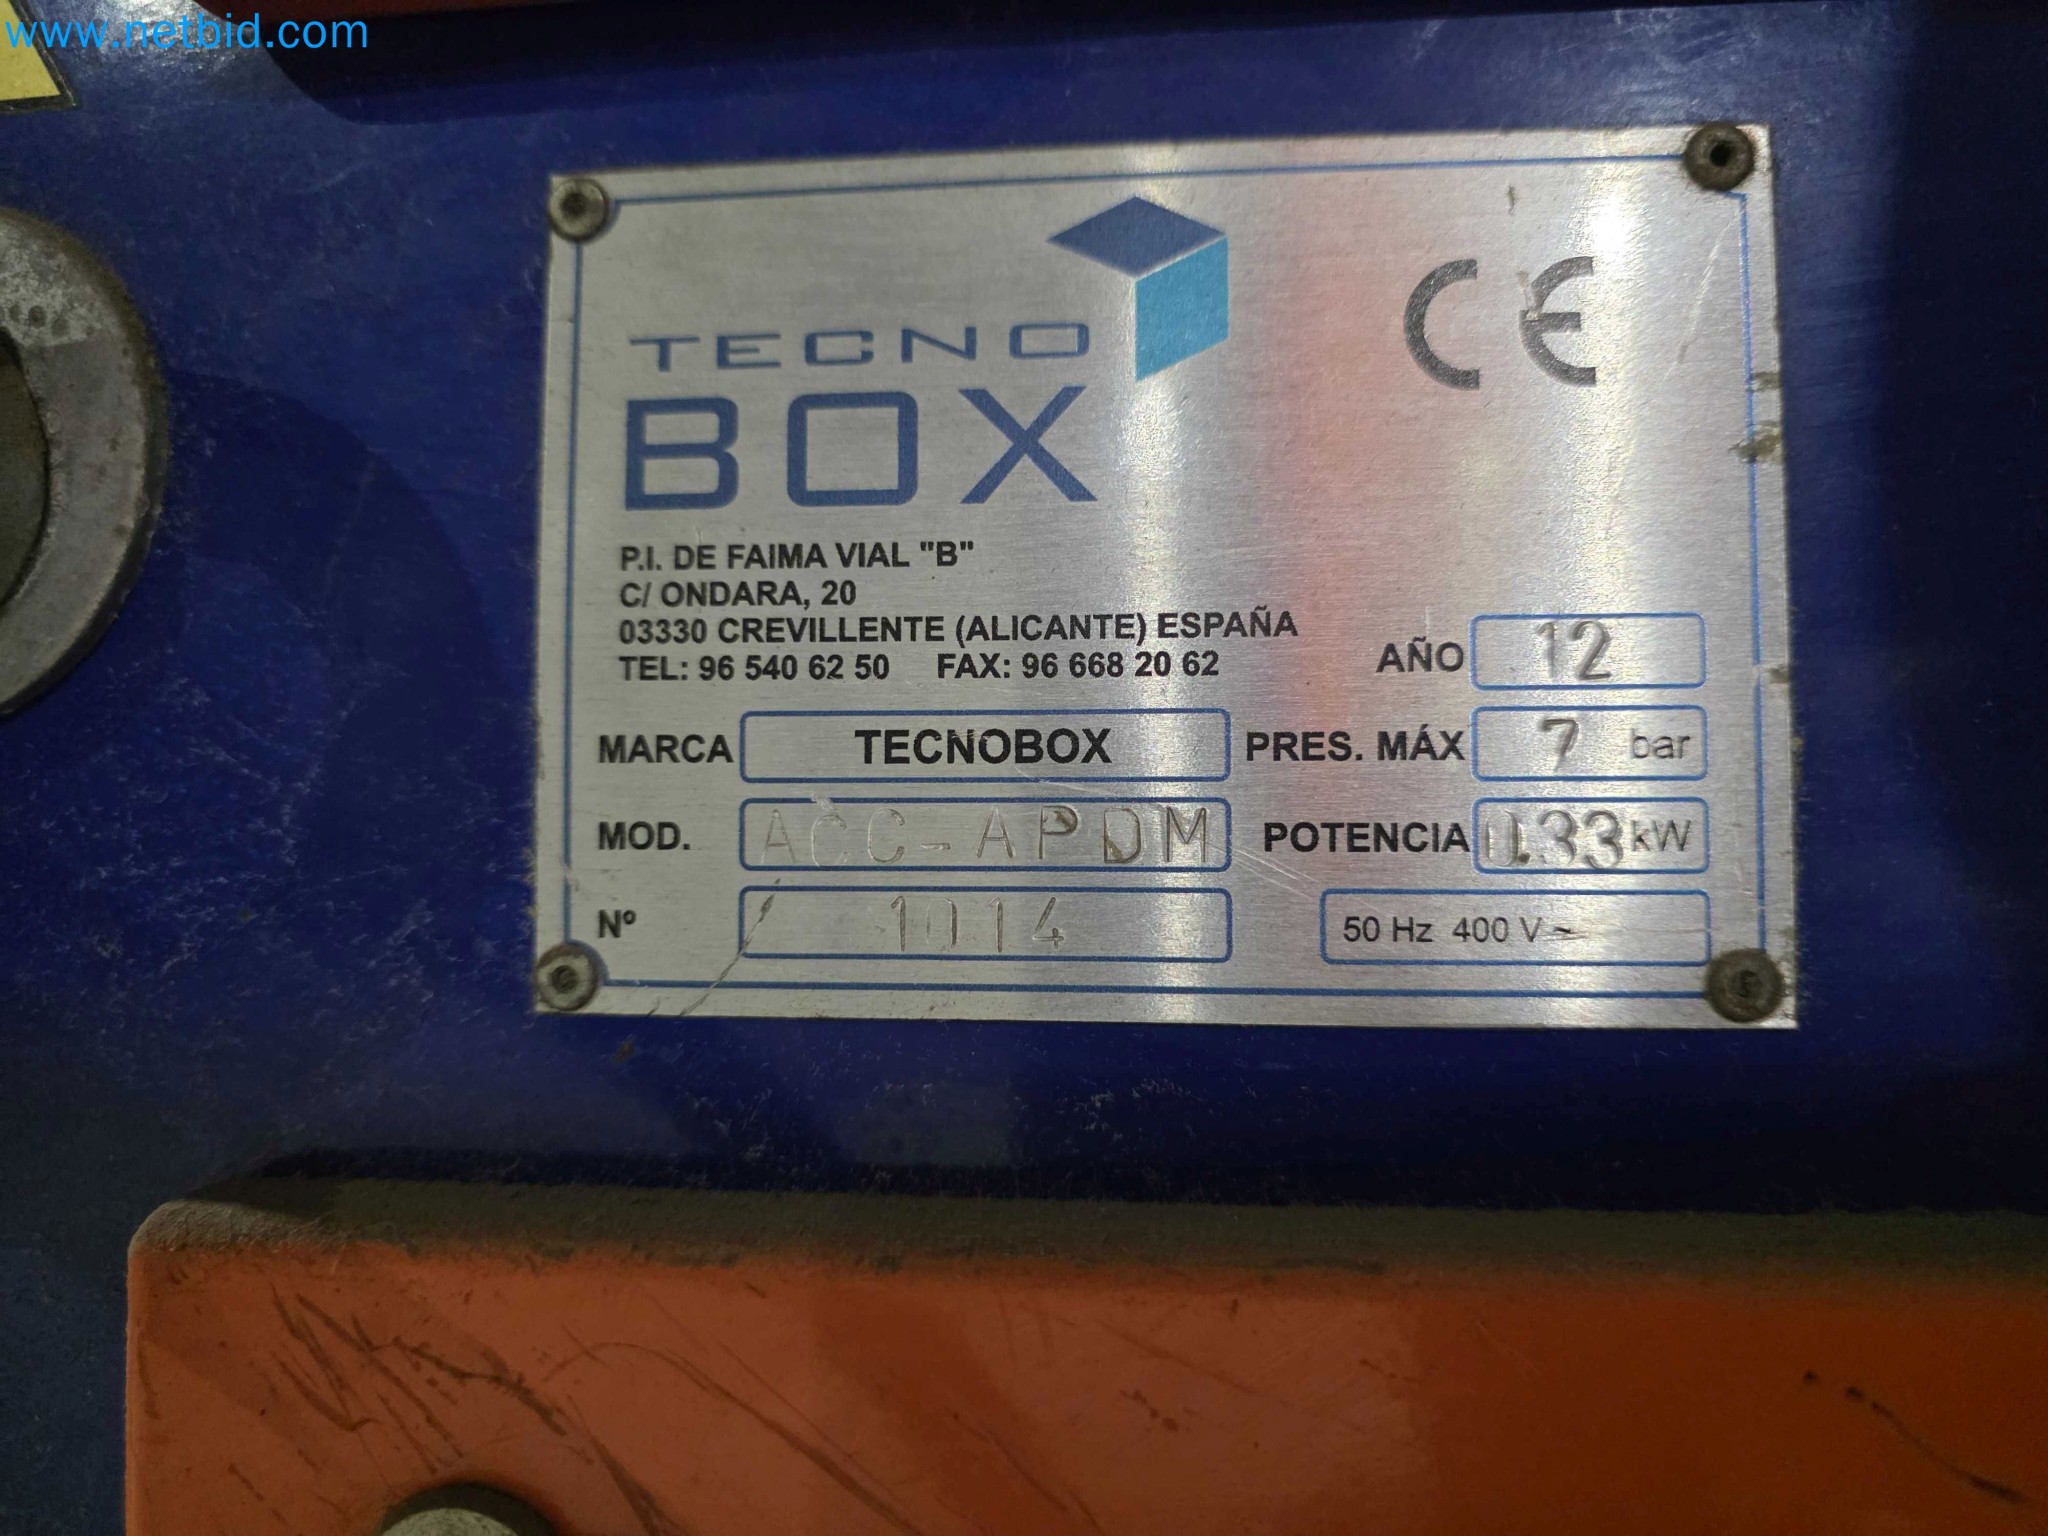 www.netbid.com
TECNO
BOX
CE
P.I. DE FAIMA VIAL "B"
C/ ONDARA, 20
03330 CREVILLENTE (ALICANTE) ESPAÑA
TEL: 96 540 62 50 FAX: 96 668 20 62
AÑO 12
MARCA TECNOBOX PRES. MÁX 7 bar
MOD. ACC-APDM POTENCIA 0.33 kW
Nº 1014 50 Hz 400 V ~